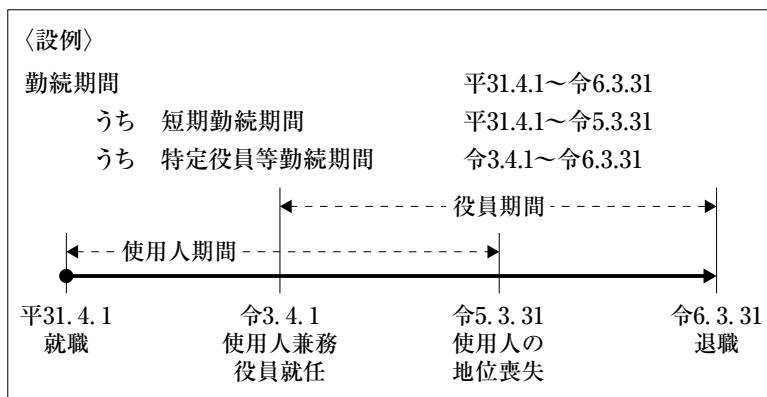 〈設例〉
勤続期間 平31.4.1〜令6.3.31
うち 短期勤続期間 平31.4.1〜令5.3.31
うち 特定役員等勤続期間 令3.4.1〜令6.3.31
役員期間
使用人期間
平31.4.1 令3.4.1 令5.3.31 令6.3.31
就職 使用人兼務 使用人の 退職
役員就任 地位喪失